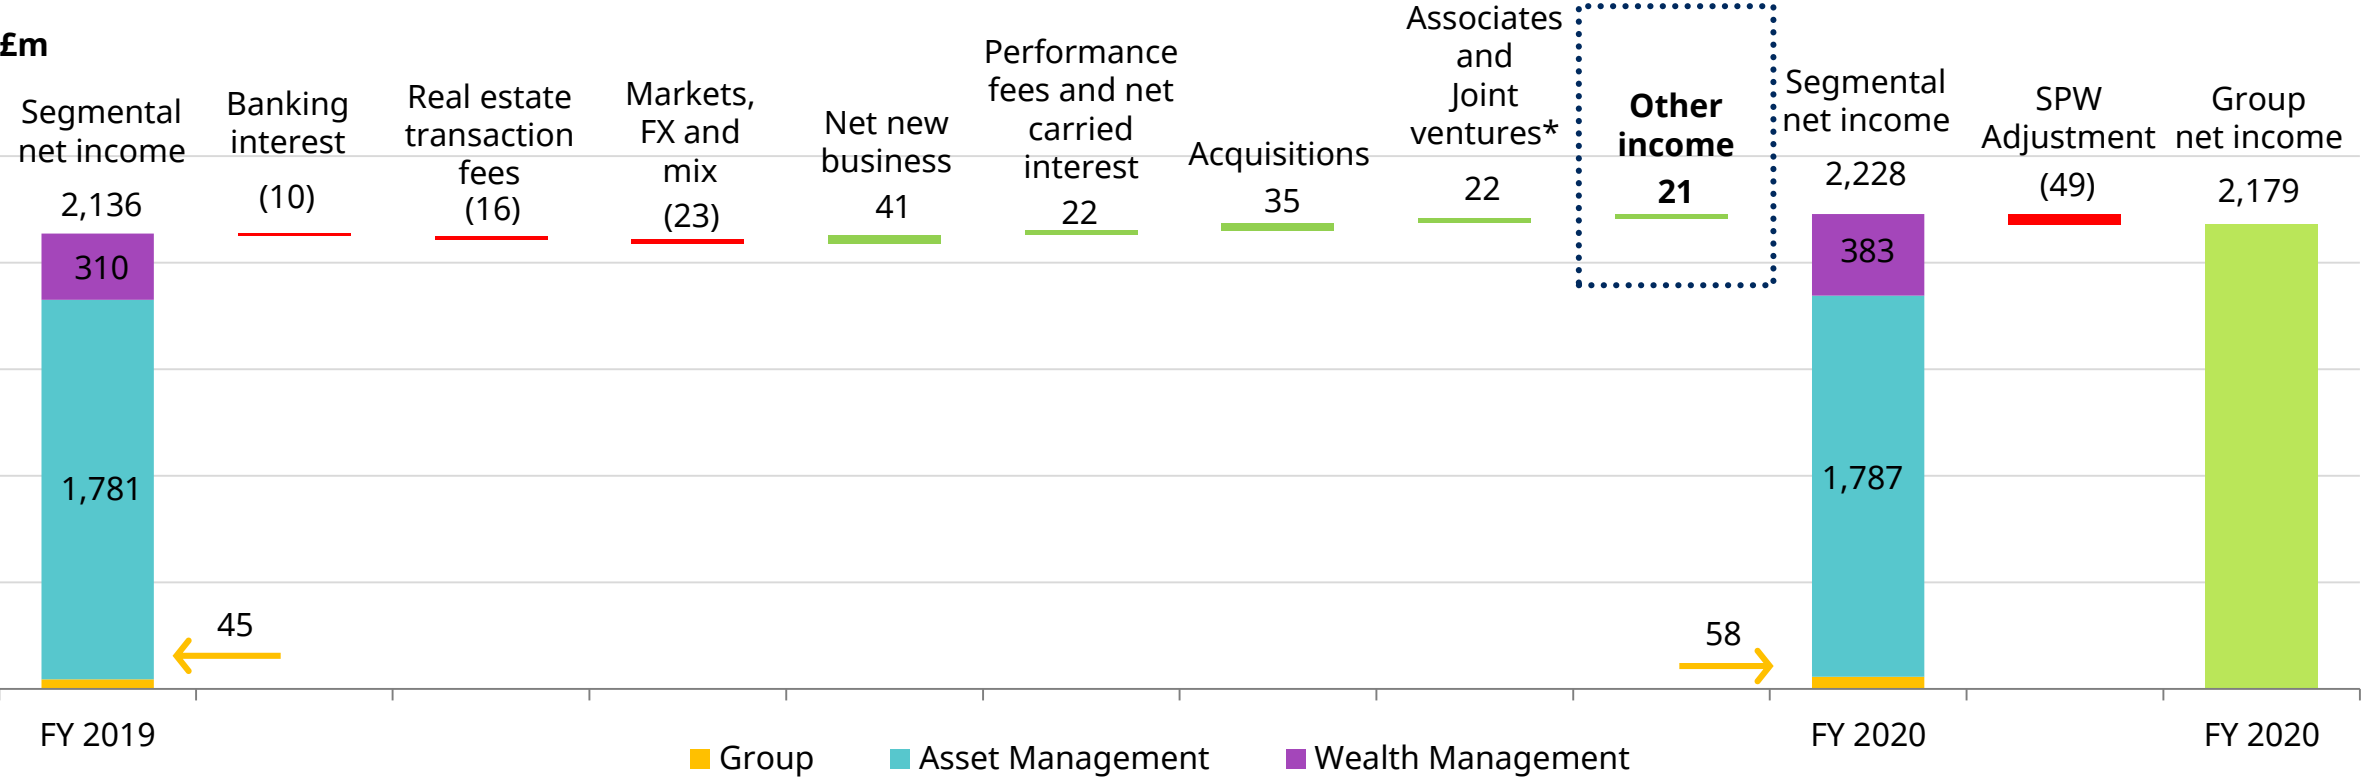 £m
Segmental
net income
2,136
Banking
interest
(10)
Real estate
transaction
fees
(16)
Markets,
FX and
mix
(23)
Net new
business
41
Performance
fees and net
carried
interest
22
Acquisitions
35
Associates
and
Joint
ventures*
22
Other
income
21
Segmental
net income
2,228
SPW
Adjustment
(49)
Group
net income
2,179
310
1,781
45
383
1,787
58
FY 2019
FY 2020
FY 2020
Group
Asset Management
Wealth Management